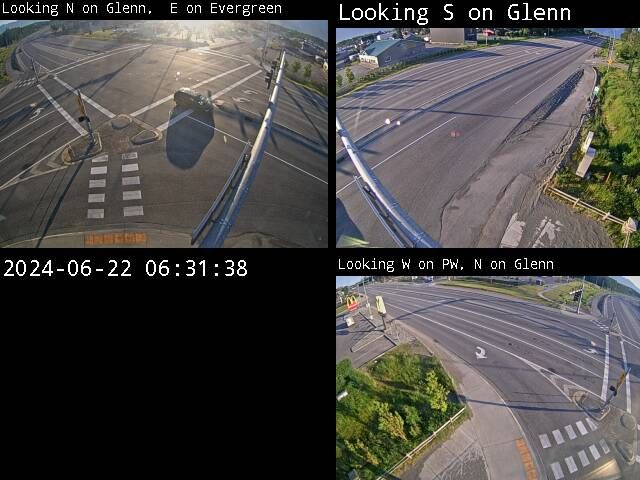 Looking N on Glenn,  E on Evergreen
Looking S on Glenn
2024-06-22 06:31:38
Looking W on PW, N on Glenn